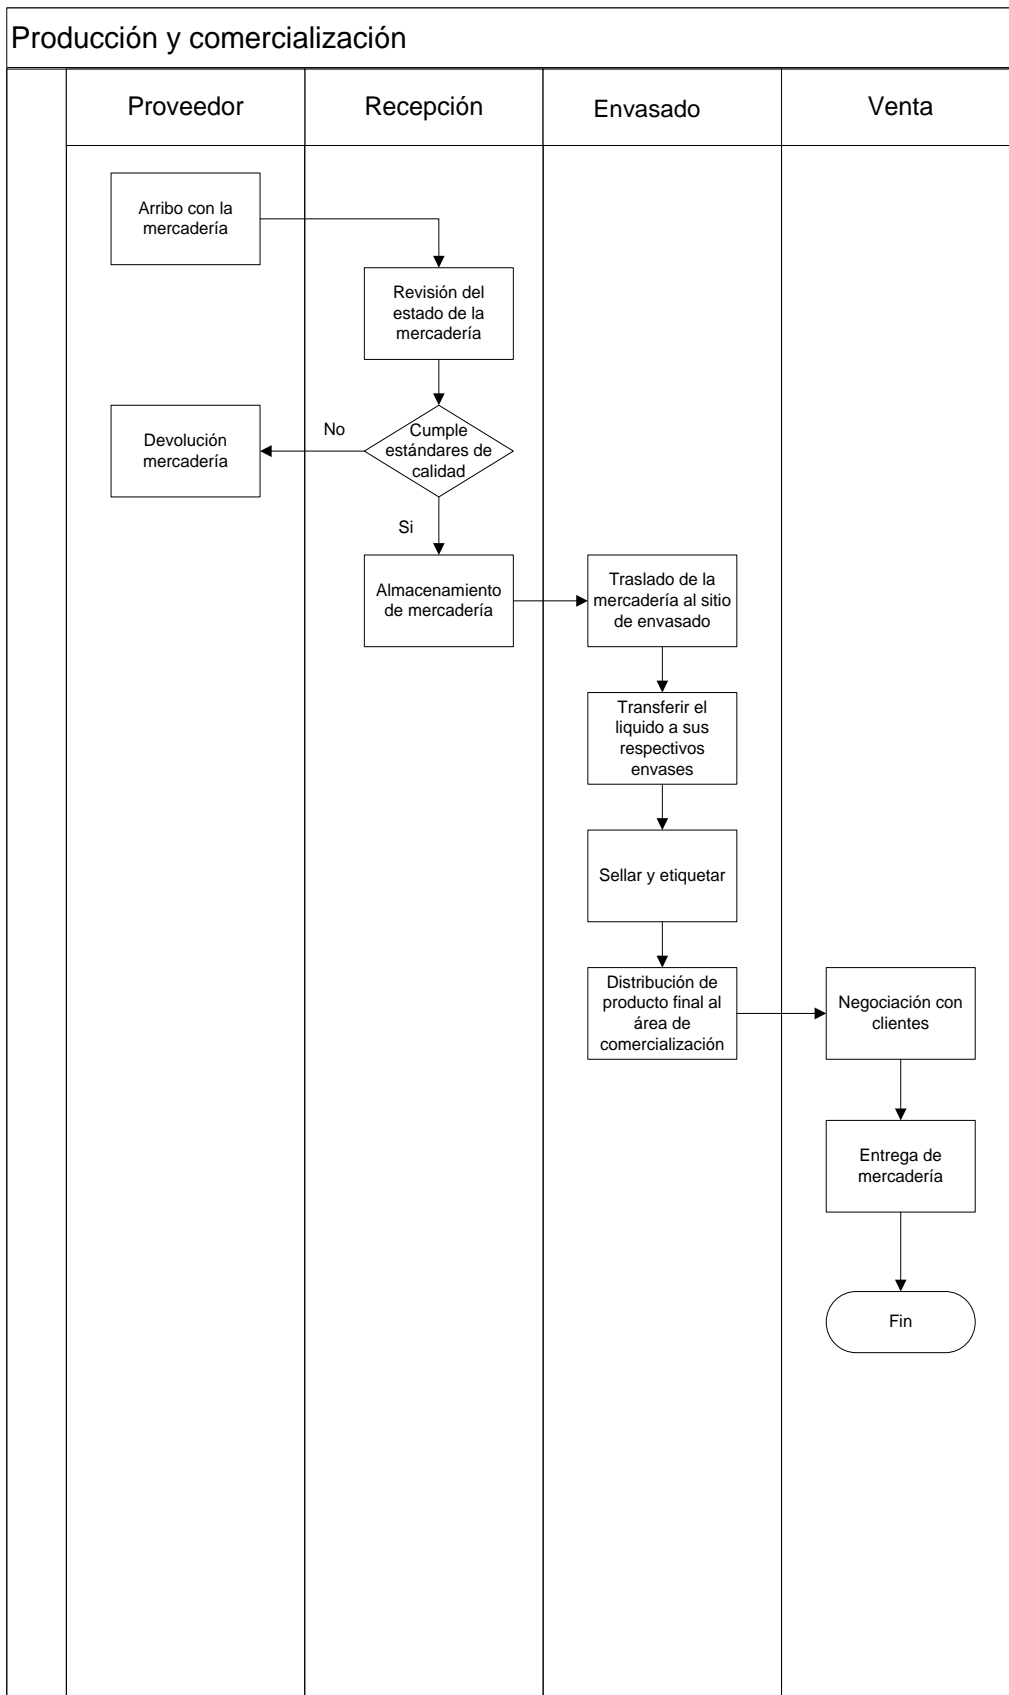 Producción y comercialización
Proveedor
Recepción
Envasado
Venta
Arribo con la
mercadería
Revisión del
estado de la
mercadería
Devolución
mercadería
No
Cumple
estándares de
calidad
Si
Almacenamiento
de mercadería
Traslado de la
mercadería al sitio
de envasado
Transferir el
liquido a sus
respectivos
envases
Sellar y etiquetar
Distribución de
producto final al
área de
comercialización
Negociación con
clientes
Entrega de
mercadería
Fin